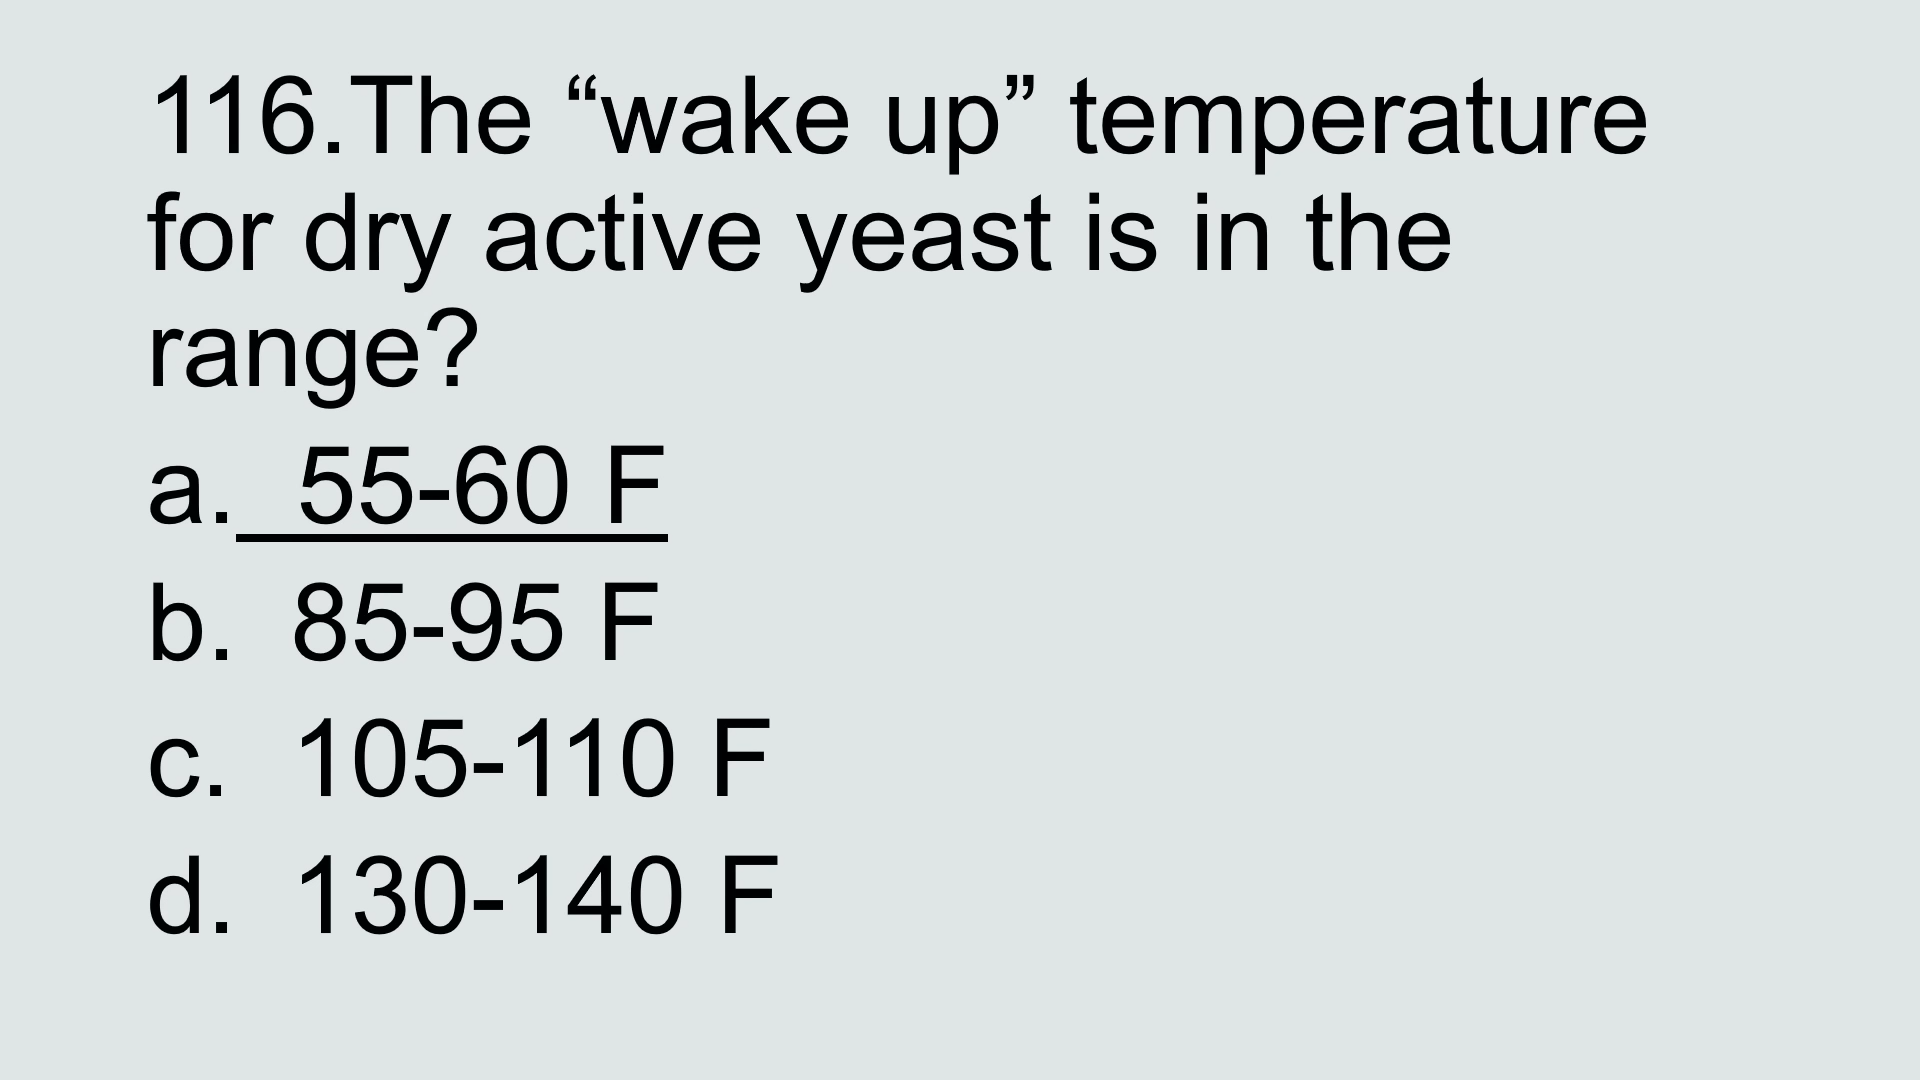 116.The “wake up” temperature
for dry active yeast is in the
range?
a.  55-60 F
b.  85-95 F
c.  105-110 F
d.  130-140 F